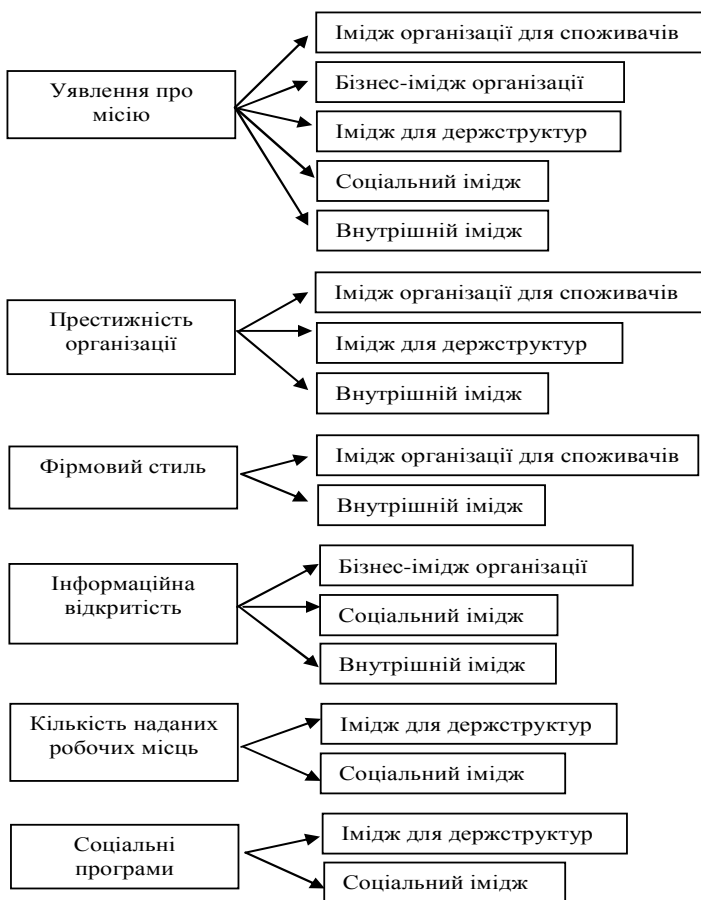 Уявлення про
місію
Імідж організації для споживачів
Бізнес-імідж організації
Імідж для держструктур
Соціальний імідж
Внутрішній імідж
Престижність
організації
Імідж організації для споживачів
Імідж для держструктур
Внутрішній імідж
Фірмовий стиль
Імідж організації для споживачів
Внутрішній імідж
Інформаційна
відкритість
Бізнес-імідж організації
Соціальний імідж
Внутрішній імідж
Кількість наданих
робочих місць
Імідж для держструктур
Соціальний імідж
Соціальні
програми
Імідж для держструктур
Соціальний імідж